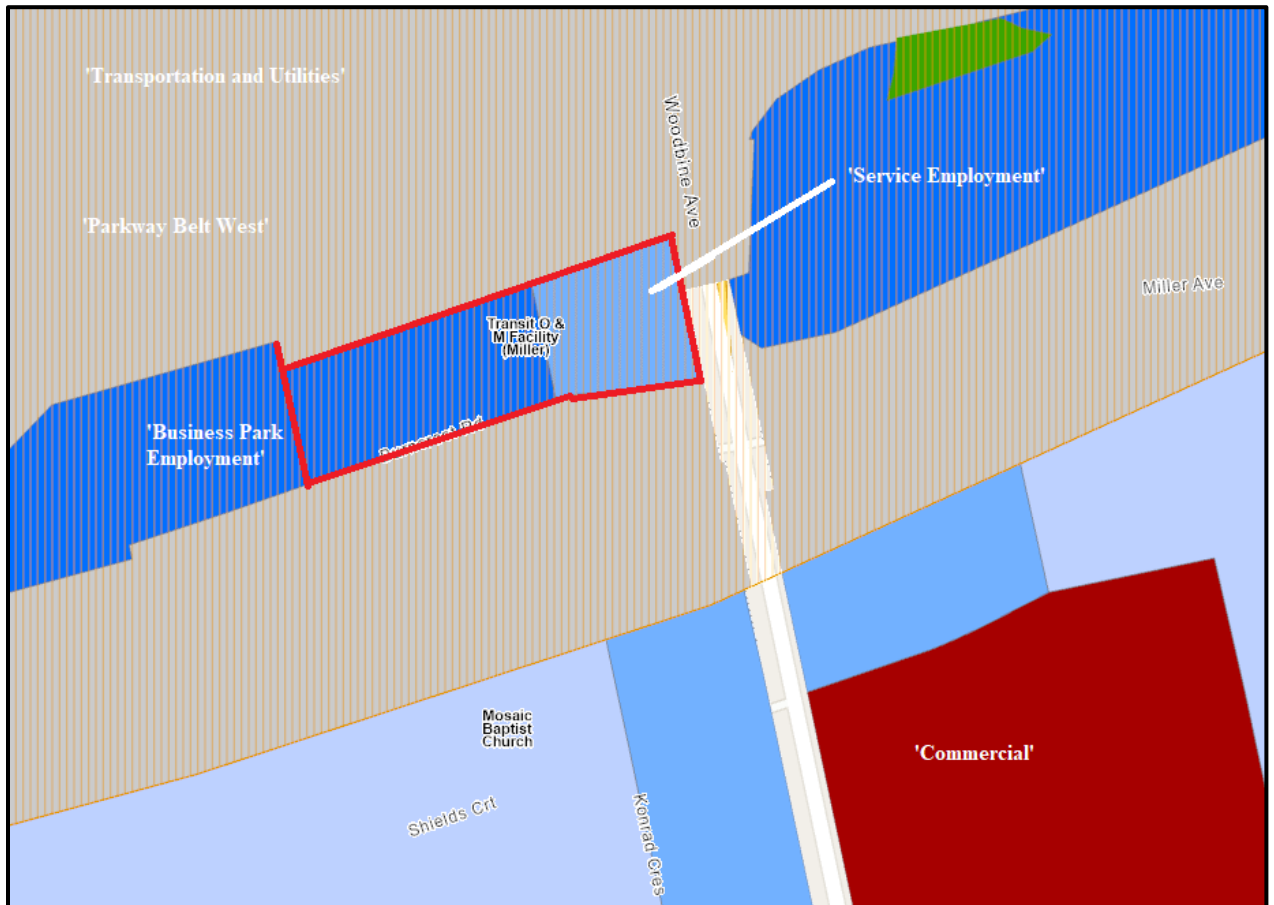 'Transportation and Utilities'
Woodbine Ave
'Service Employment'
'Parkway Belt West'
Miller Ave
Transit O &
M Facility
(Miller)
'Business Park
Employment'
Rd
Mosaic
Baptist
Church
'Commercial'
Shields Crt
Konrad Cres